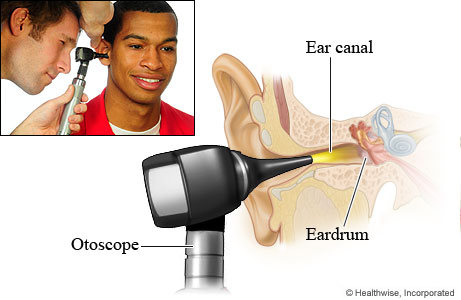 Ear canal
Otoscope
Eardrum
© Healthwise, Incorporated